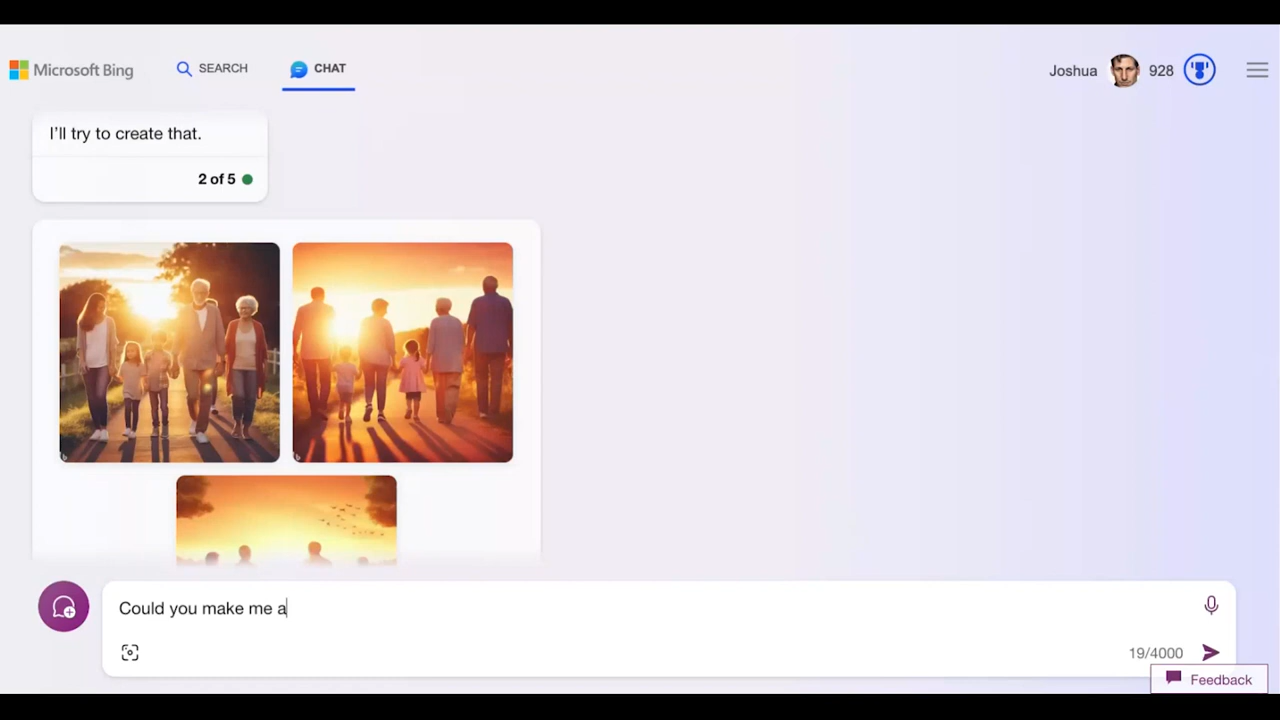 Microsoft Bing
SEARCH
CHAT
Joshua
928
I'll try to create that.
2 of 5
Could you make me a
19/4000
Feedback